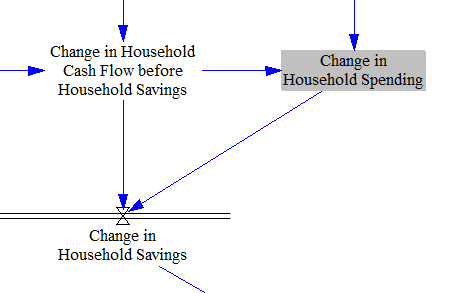 Change in Household
Cash Flow before
Household Savings
Change in
Household Spending
Change in
Household Savings